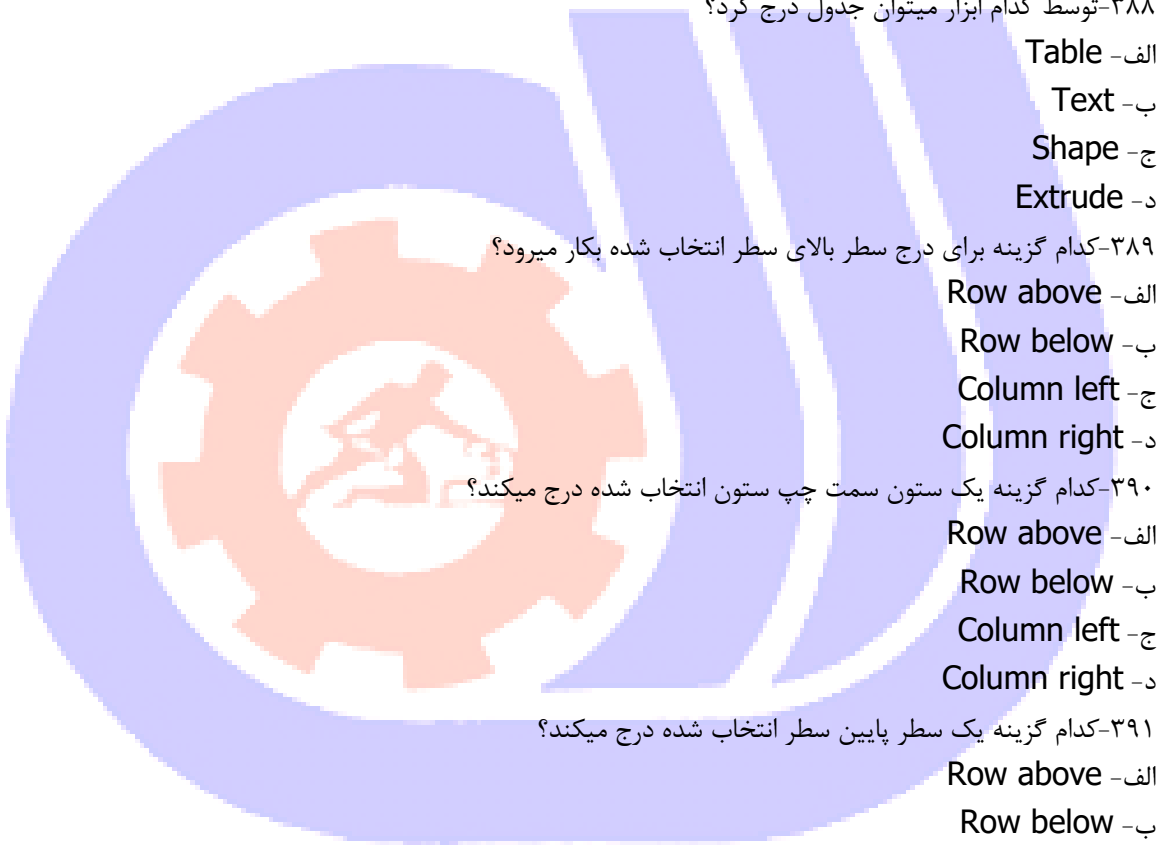 ۳۸۸-توسط کدام ابزار میتوان جدول درج کرد؟
الف- Table
ب- Text
ج- Shape
د- Extrude
۳۸۹-کدام گزینه برای درج سطر بالای سطر انتخاب شده بکار میرود؟
الف- Row above
ب- Row below
ج- Column left
د- Column right
۳۹۰-کدام گزینه یک ستون سمت چپ ستون انتخاب شده درج میکند؟
الف- Row above
ب- Row below
ج- Column left
د- Column right
۳۹۱-کدام گزینه یک سطر پایین سطر انتخاب شده درج میکند؟
الف- Row above
ب- Row below